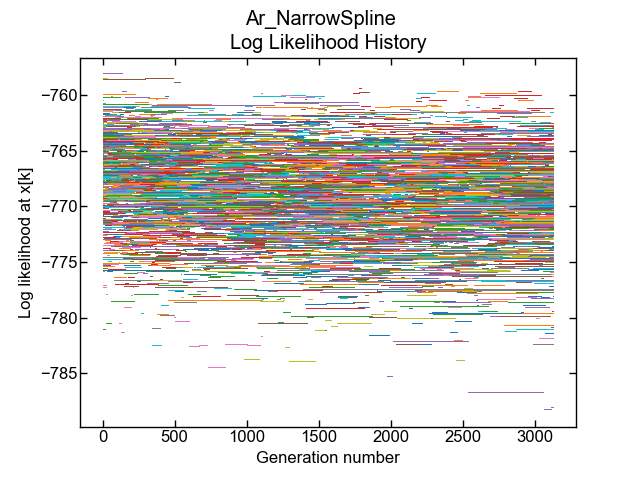 Ar_NarrowSpline
Log Likelihood History
Log likelihood at x[k]
−760
−765
−770
−775
−780
−785
0 500 1000 1500 2000 2500 3000
Generation number